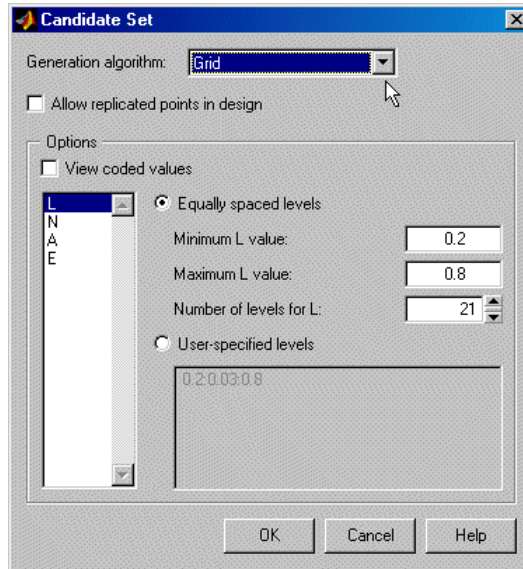 Candidate Set
Generation algorithm: Grid
Allow replicated points in design
Options
View coded values
L
N
A
E
Equally spaced levels
Minimum L value: 0.2
Maximum L value: 0.8
Number of levels for L: 21
User-specified levels
0.2:0.03:0.8
OK Cancel Help